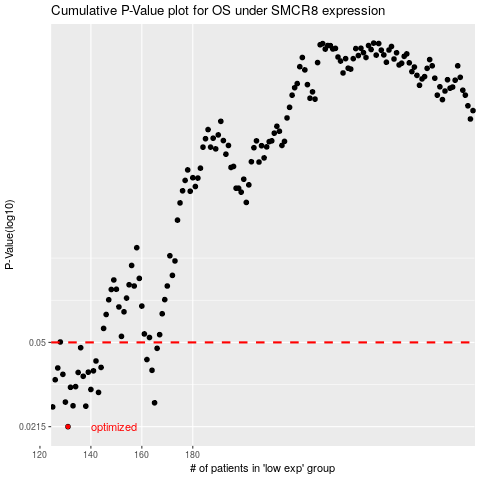 Cumulative P-Value plot for OS under SMCR8 expression
P-Value(log10)
0.05
0.0215
optimized
120 140 160 180
# of patients in 'low exp' group